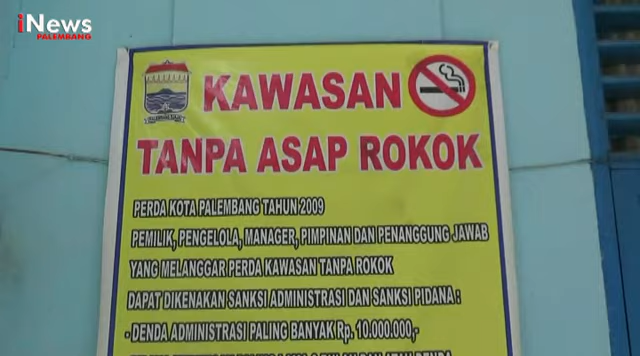 iNews
PALEMBANG
KAWASAN
TANPA ASAP ROKOK
PERDA KOTA PALEMBANG TAHUN 2009
PEMILIK, PENGELOLA, MANAGER, PIMPINAN DAN PENANGGUNG JAWAB
YANG MELANGGAR PERDA KAWASAN TANPA ROKOK
DAPAT DIKENAKAN SANKSI ADMINISTRASI DAN SANKSI PIDANA :
- DENDA ADMINISTRASI PALING BANYAK Rp. 10.000.000,-